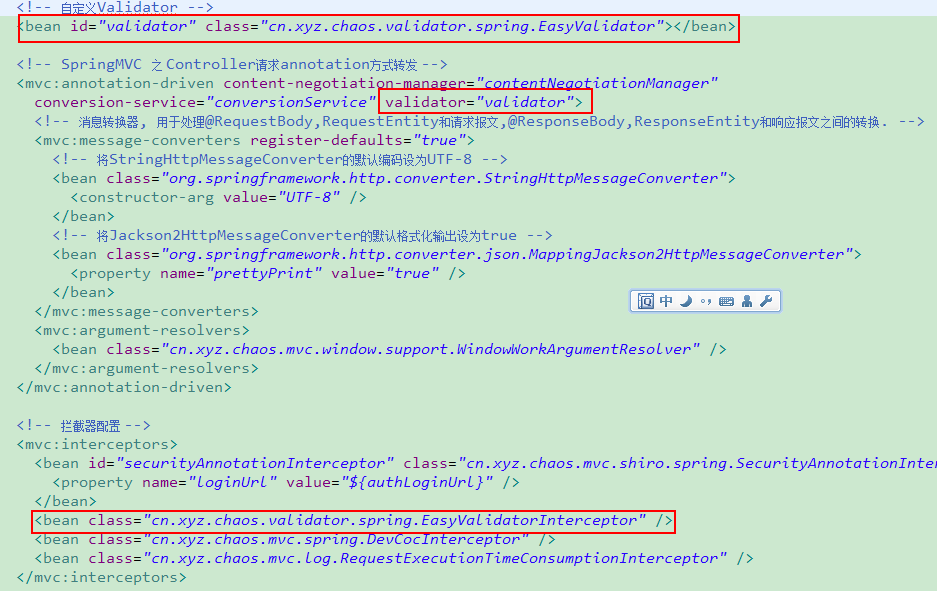 <!-- 自定义Validator -->
<bean id="validator" class="cn.xyz.chaos.validator.spring.EasyValidator"></bean>
<!-- SpringMVC 之 Controller请求annotation方式转发 -->
<mvc:annotation-driven content-negotiation-manager="contentNegotiationManager"
conversion-service="conversionService" validator="validator">
<!-- 消息转换器, 用于处理@RequestBody,RequestEntity和请求报文,@ResponseBody,ResponseEntity和响应报文之间的转换. -->
<mvc:message-converters register-defaults="true">
<!-- 将StringHttpMessageConverter的默认编码设为UTF-8 -->
<bean class="org.springframework.http.converter.StringHttpMessageConverter">
<constructor-arg value="UTF-8" />
</bean>
<!-- 将Jackson2HttpMessageConverter的默认格式化输出设为true -->
<bean class="org.springframework.http.converter.json.MappingJackson2HttpMessageConverter">
<property name="prettyPrint" value="true" />
</bean>
中
</mvc:message-converters>
<mvc:argument-resolvers>
<bean class="cn.xyz.chaos.mvc.window.support.WindowWorkArgumentResolver" />
</mvc:argument-resolvers>
</mvc:annotation-driven>
<!-- 拦截器配置 -->
<mvc:interceptors>
<bean id="securityAnnotationInterceptor" class="cn.xyz.chaos.mvc.shiro.spring.SecurityAnnotationInter
<property name="loginUrl" value="${authLoginUrl}" />
</bean>
<bean class="cn.xyz.chaos.validator.spring.EasyValidatorInterceptor" />
<bean class="cn.xyz.chaos.mvc.spring.DevCocInterceptor" />
<bean class="cn.xyz.chaos.mvc.log.RequestExecutionTimeConsumptionInterceptor" />
</mvc:interceptors>